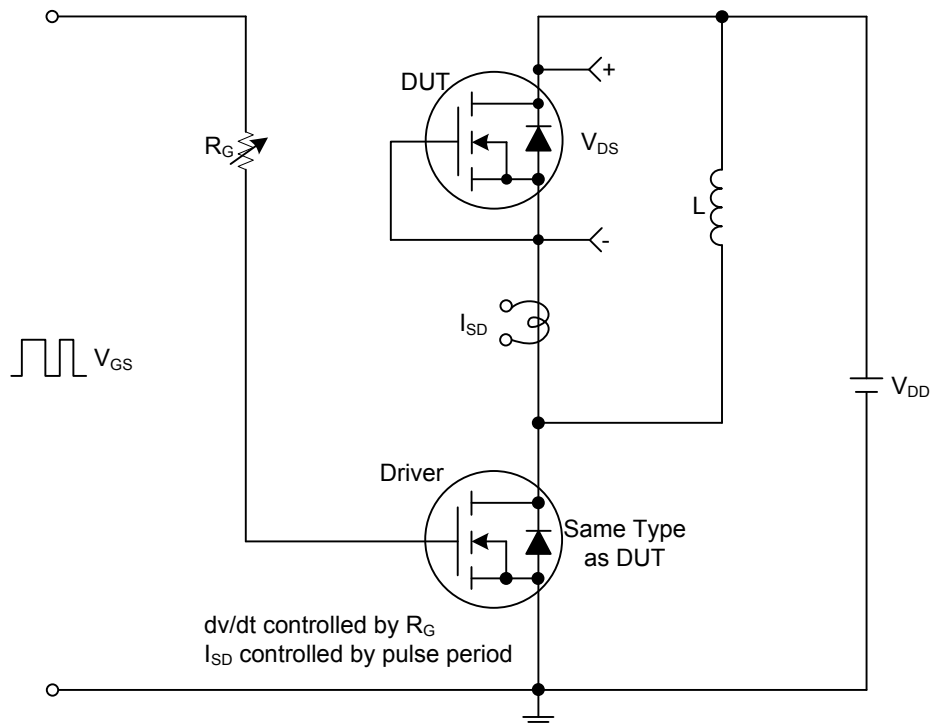 DUT
+
R_G
V_DS
L
-
I_SD
V_GS
V_DD
Driver
Same Type
as DUT
dv/dt controlled by R_G
I_SD controlled by pulse period